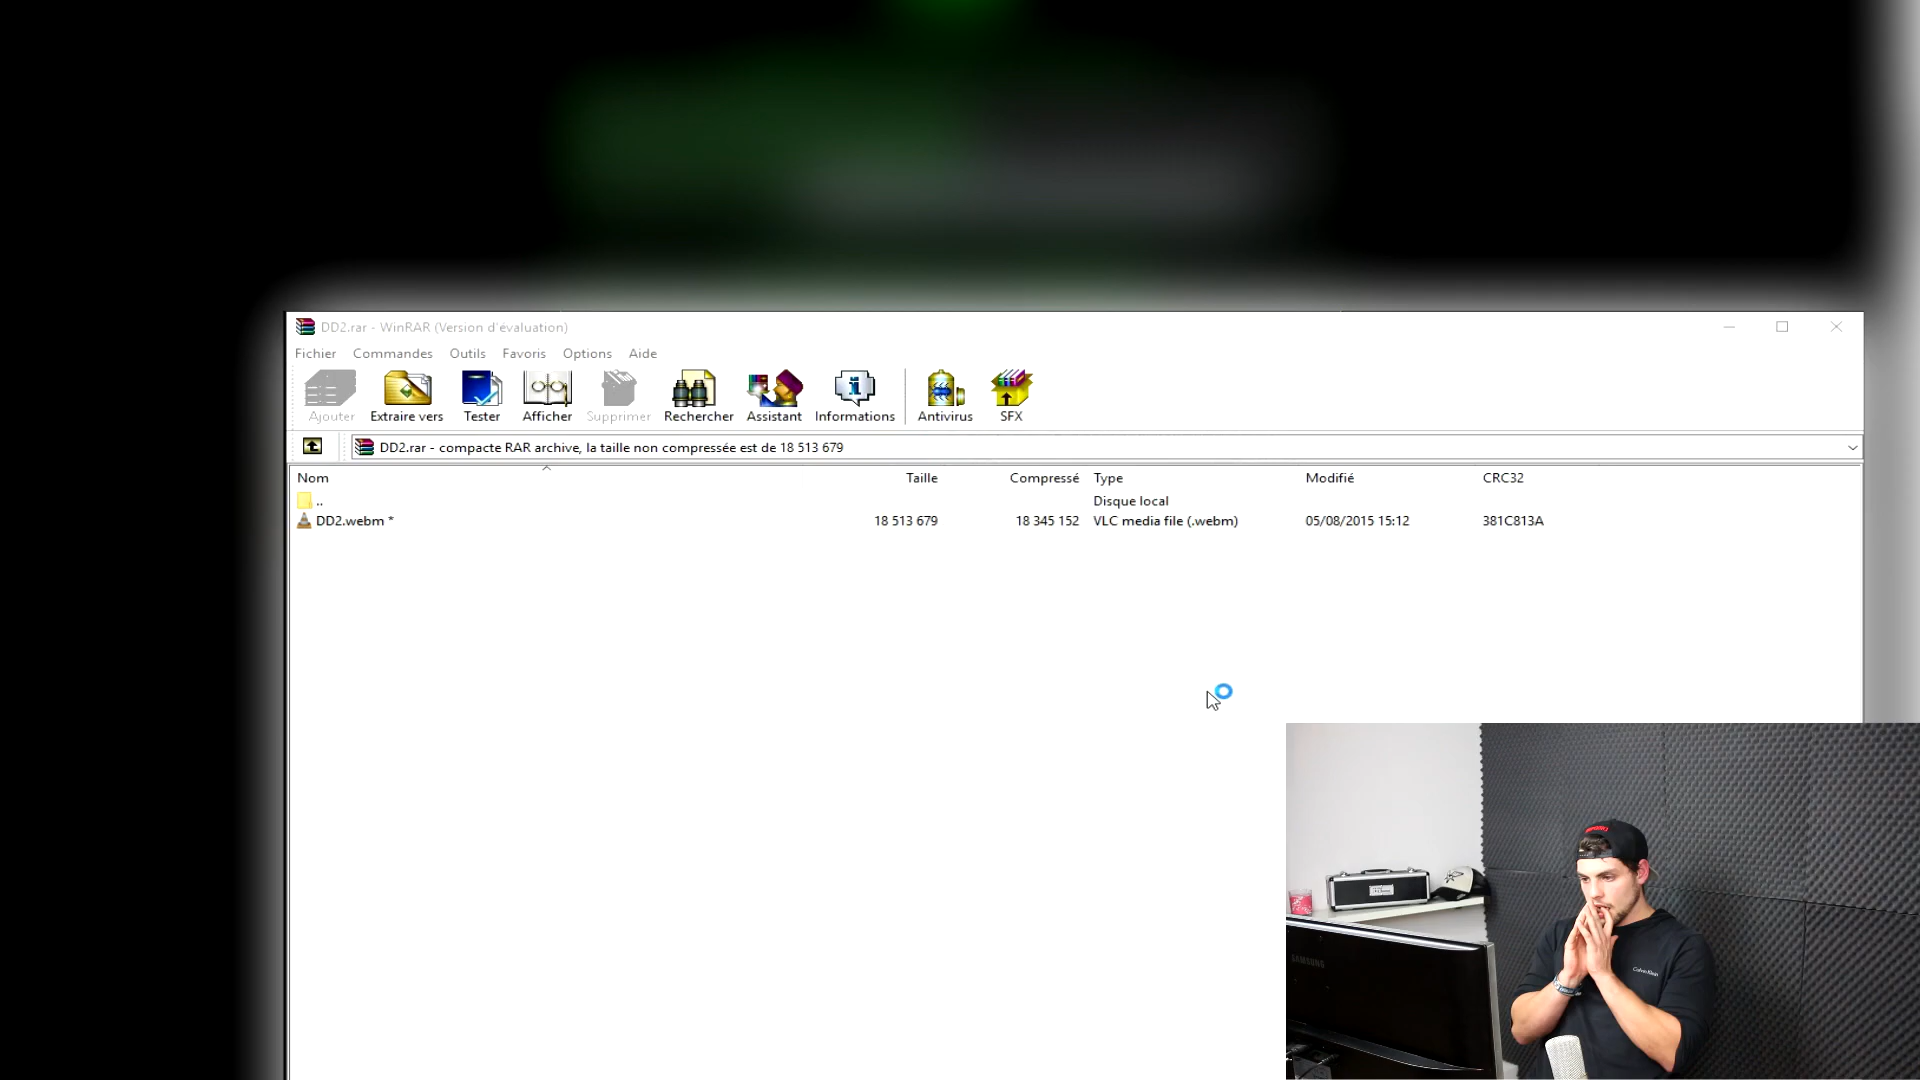 DD2.rar - WinRAR (Version d'évaluation)
Fichier Commandes Outils Favoris Options Aide
Ajouter Extraire vers Tester Afficher Supprimer Rechercher Assistant Informations Antivirus SFX
DD2.rar - compacte RAR archive, la taille non compressée est de 18 513 679
Nom Taille Compressé Type Modifié CRC32
.. Disque local
DD2.webm * 18 513 679 18 345 152 VLC media file (.webm) 05/08/2015 15:12 381C813A
SAMSUNG
Calvin Klein